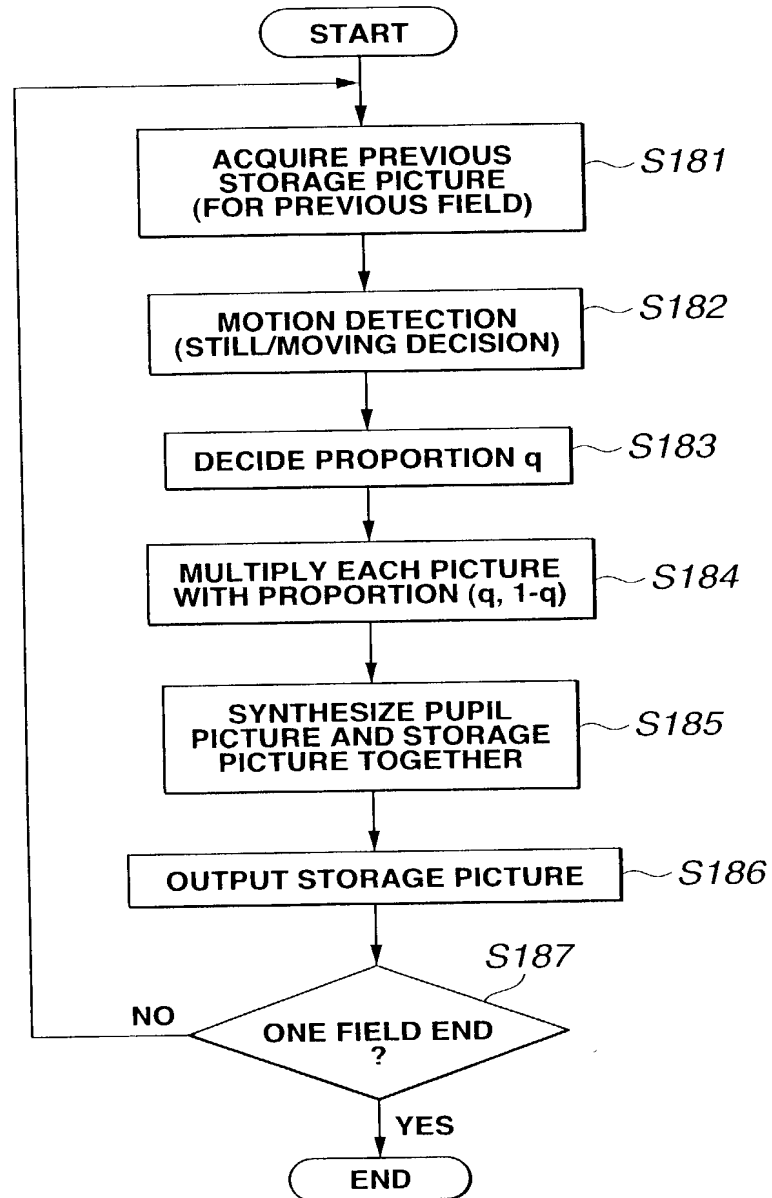 START
ACQUIRE PREVIOUS
STORAGE PICTURE
(FOR PREVIOUS FIELD)
S181
MOTION DETECTION
(STILL/MOVING DECISION)
S182
DECIDE PROPORTION q
S183
MULTIPLY EACH PICTURE
WITH PROPORTION (q, 1-q)
S184
SYNTHESIZE PUPIL
PICTURE AND STORAGE
PICTURE TOGETHER
S185
OUTPUT STORAGE PICTURE
S186
S187
NO
ONE FIELD END
?
YES
END